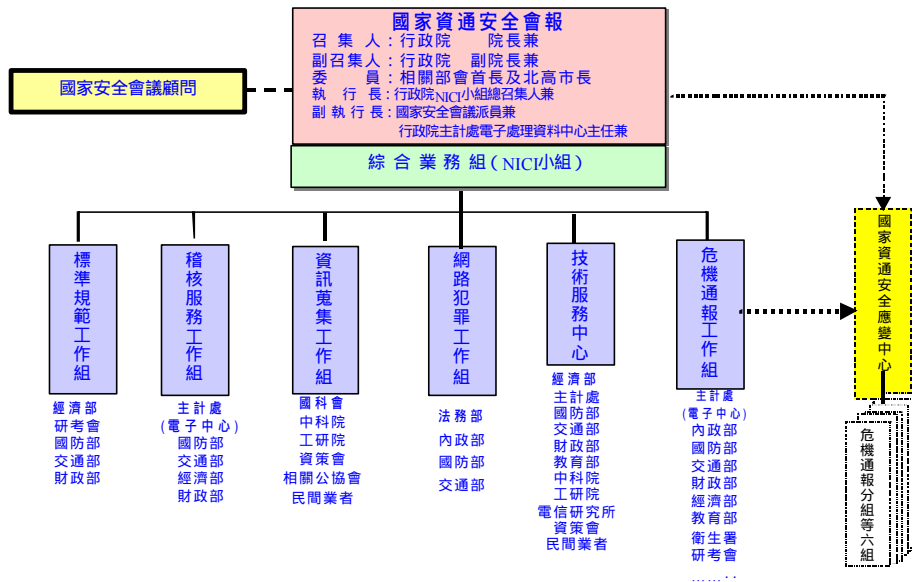 國家資通安全會報
召 集 人：行政院 院長兼
副召集人：行政院 副院長兼
委 員：相關部會首長及北高市長
執 行 長：行政院NICI小組總召集人兼
副 執 行 長：國家安全會議派員兼
行政院主計處電子處理資料中心主任兼
國家安全會議顧問
綜 合 業 務 組（NICI小組）
標準規範工作組
經濟部
研考會
國防部
交通部
財政部
稽核服務工作組
主計處
(電子中心)
國防部
交通部
經濟部
財政部
資訊蒐集工作組
國科會
中科院
工研院
資策會
相關公協會
民間業者
網路犯罪工作組
法務部
內政部
國防部
交通部
技術服務中心
經濟部
主計處
國防部
交通部
財政部
教育部
中科院
工研院
電信研究所
資策會
民間業者
危機通報工作組
主計處
(電子中心)
內政部
國防部
交通部
財政部
經濟部
教育部
衛生署
研考會
……..
國家資通安全應變中心
危機通報分組等六組